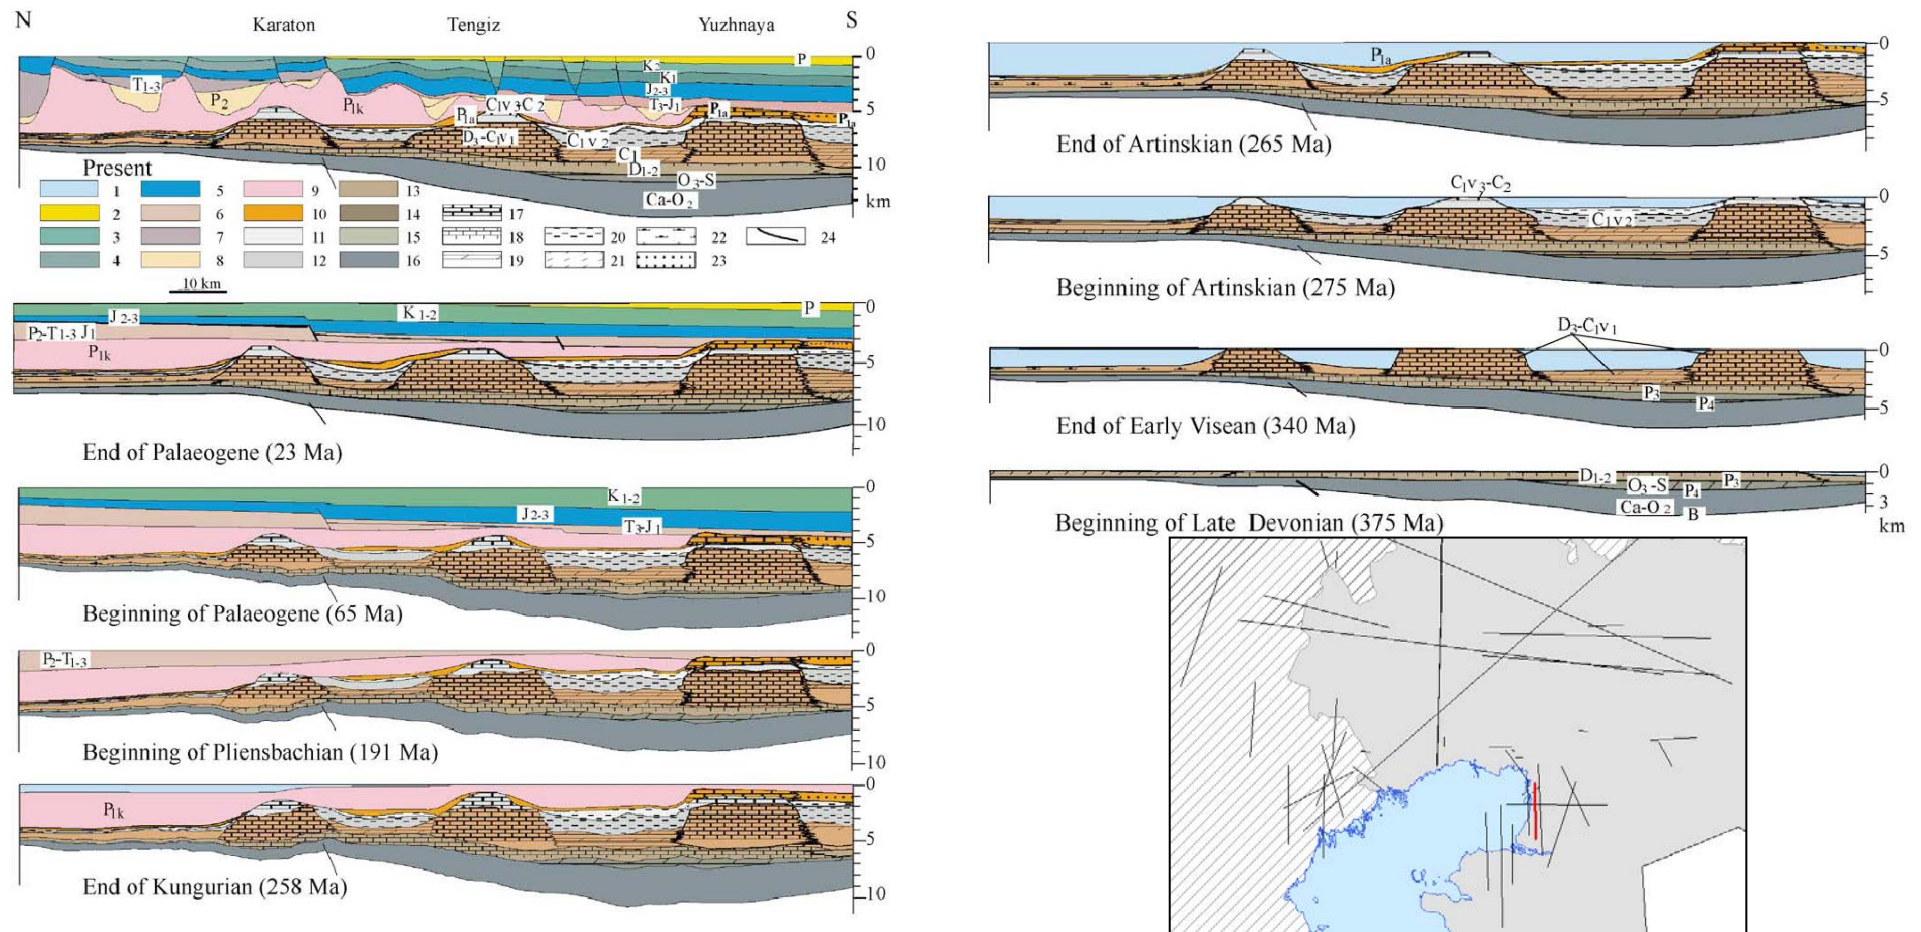 N Karaton Tengiz Yuzhnaya S
0
P
K2
K1
T1-3
J2-3
P2
P1k
C1v3-C2
T3-J1
5
P1a
P1a
P1a
D3-C1v1
C1v2
C1
D1-2
10
O3-S
Ca-O2
km
Present
1 5 9 13
2 6 10 14 17
3 7 11 15 18 20 22 24
4 8 12 16 19 21 23
10 km
0
P
J2-3
K1-2
P2-T1-3 J1
P1k
5
10
End of Palaeogene (23 Ma)
0
K1-2
J2-3
T3-J1
5
10
Beginning of Palaeogene (65 Ma)
0
P2-T1-3
5
10
Beginning of Pliensbachian (191 Ma)
0
P1k
5
10
End of Kungurian (258 Ma)
0
P1a
5
End of Artinskian (265 Ma)
C1v3-C2
0
C1v2
5
Beginning of Artinskian (275 Ma)
D3-C1v1
0
P3
P4
5
End of Early Visean (340 Ma)
0
D1-2
O3-S P4 P3
Ca-O2 B
3
km
Beginning of Late Devonian (375 Ma)